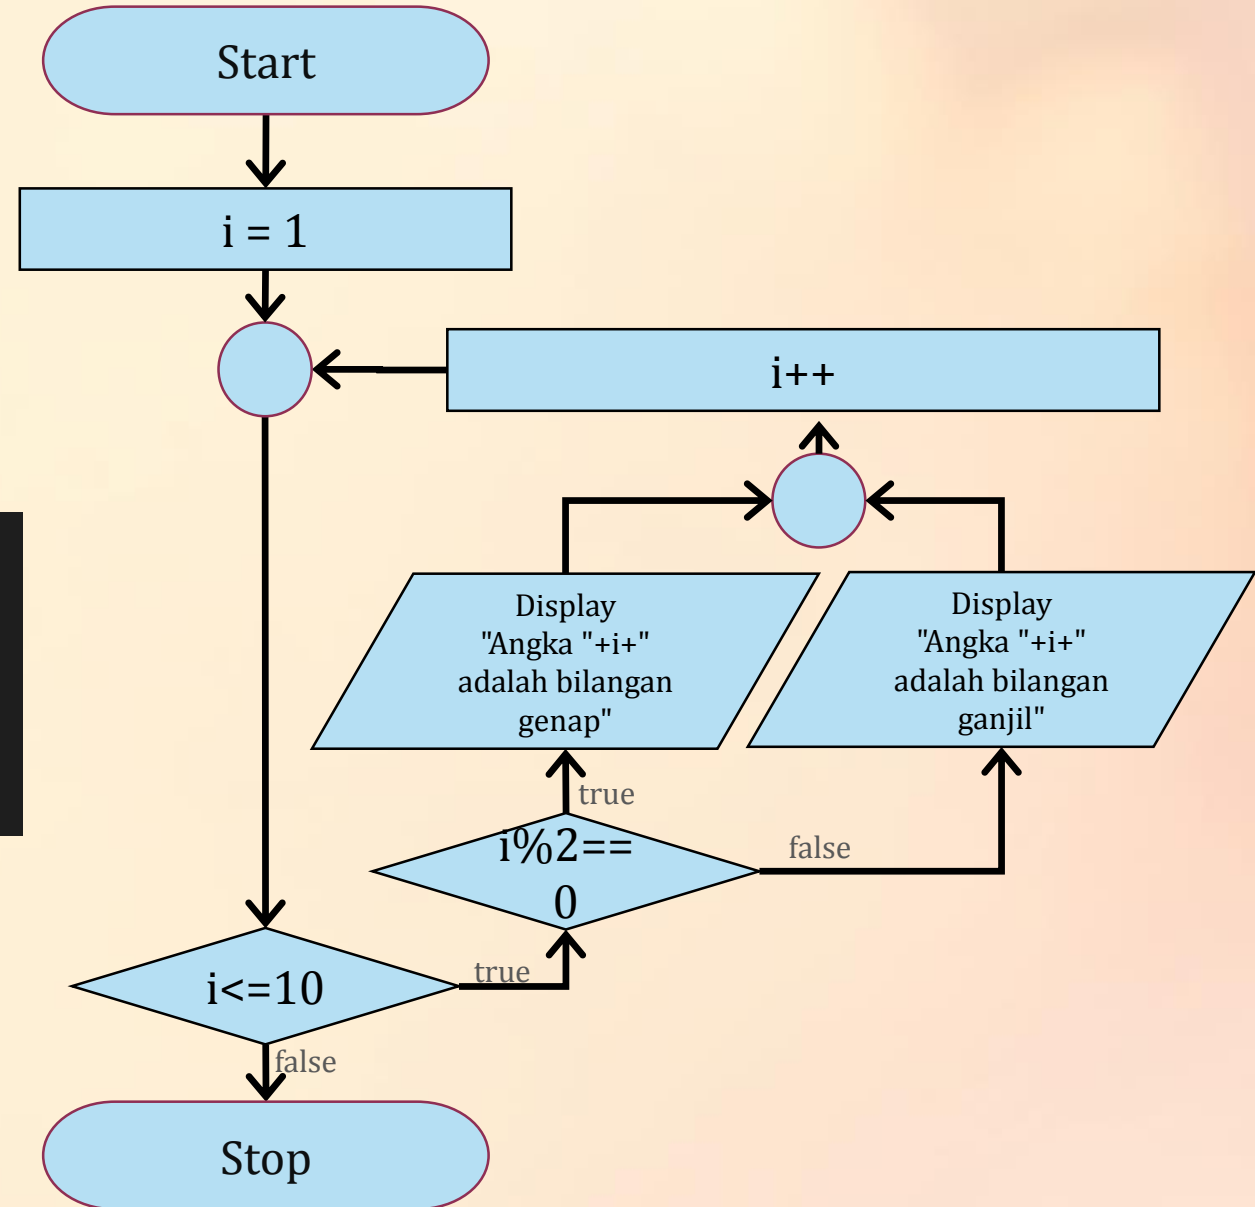 Start
i = 1
i++
Display
"Angka "+i+"
adalah bilangan
genap"
Display
"Angka "+i+"
adalah bilangan
ganjil"
true
i%2==
0
false
i<=10
true
false
Stop